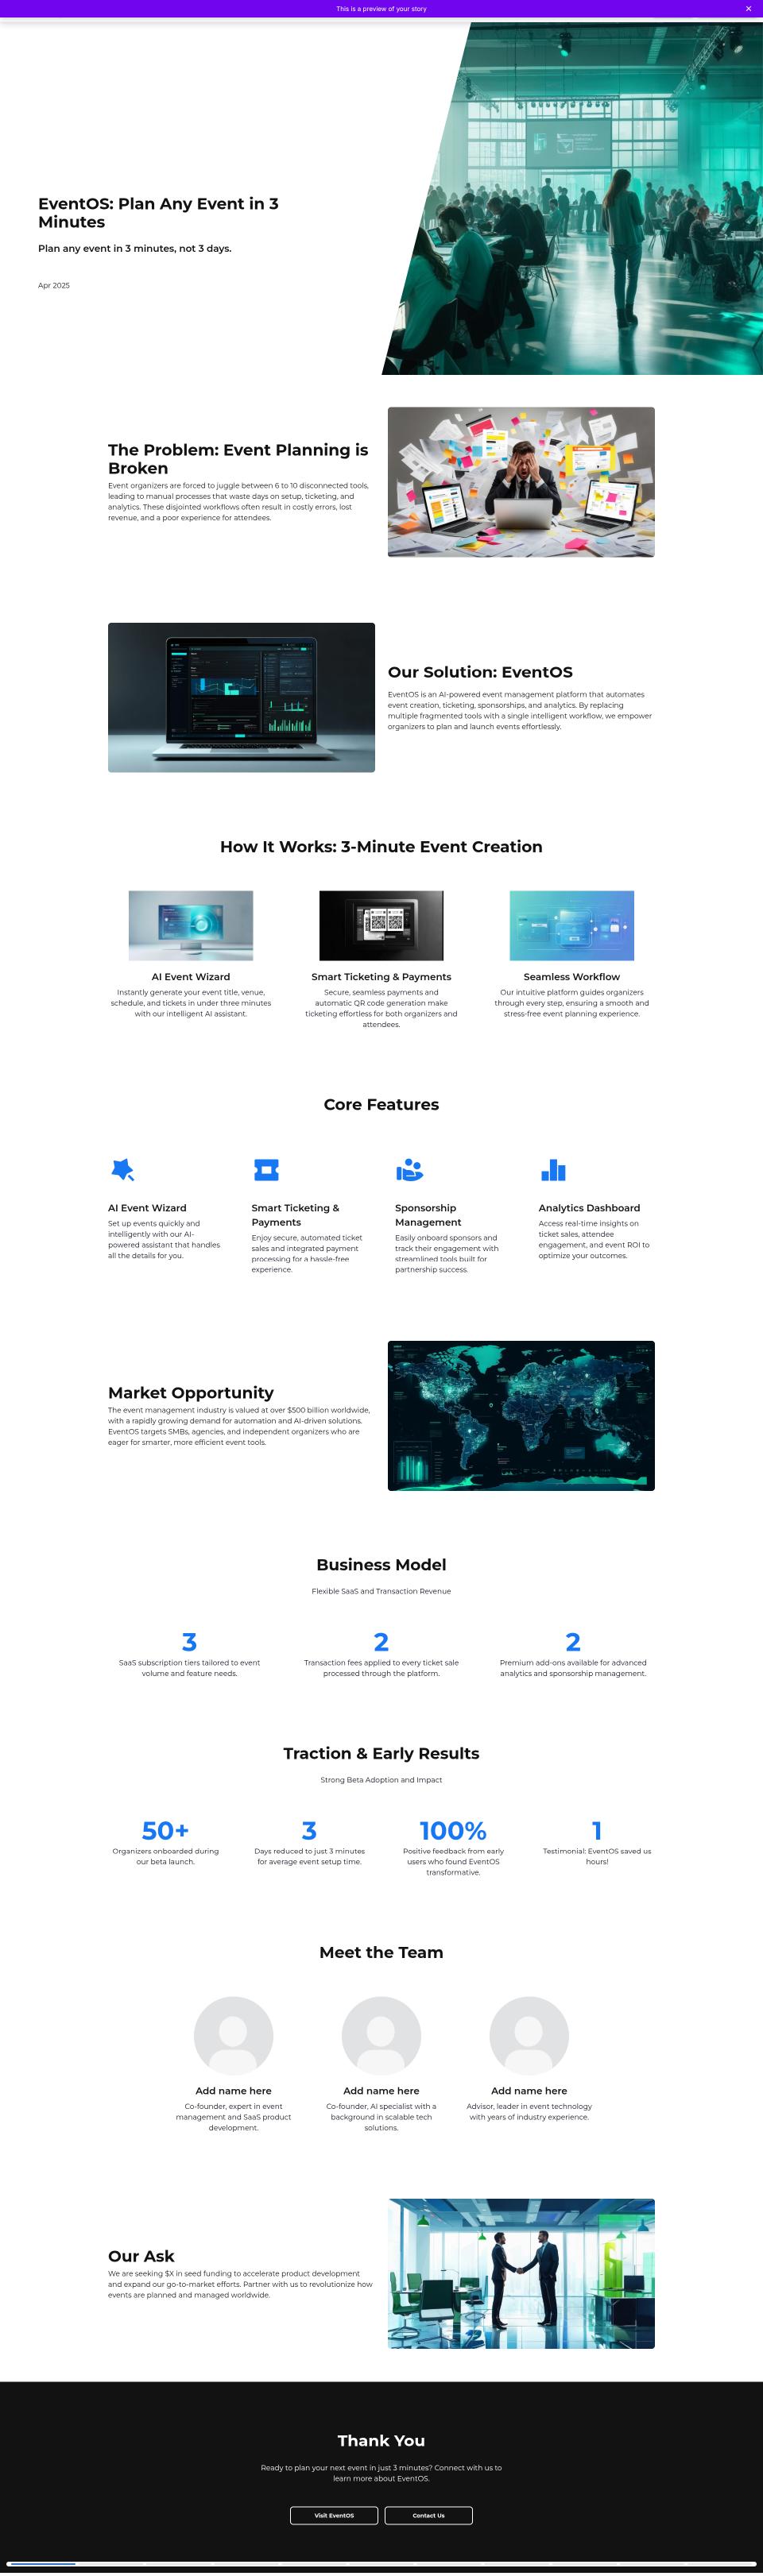 This is a preview of your story
EventOS: Plan Any Event in 3
Minutes
Plan any event in 3 minutes, not 3 days.
Apr 2025
The Problem: Event Planning is
Broken
Event organizers are forced to juggle between 6 to 10 disconnected tools,
leading to manual processes that waste days on setup, ticketing, and
analytics. These disjointed workflows often result in costly errors, lost
revenue, and a poor experience for attendees.
Our Solution: EventOS
EventOS is an AI-powered event management platform that automates
event creation, ticketing, sponsorships, and analytics. By replacing
multiple fragmented tools with a single intelligent workflow, we empower
organizers to plan and launch events effortlessly.
How It Works: 3-Minute Event Creation
AI Event Wizard
Instantly generate your event title, venue,
schedule, and tickets in under three minutes
with our intelligent AI assistant.
Smart Ticketing & Payments
Secure, seamless payments and
automatic QR code generation make
ticketing effortless for both organizers and
attendees.
Seamless Workflow
Our intuitive platform guides organizers
through every step, ensuring a smooth and
stress-free event planning experience.
Core Features
AI Event Wizard
Set up events quickly and
intelligently with our AI-
powered assistant that handles
all the details for you.
Smart Ticketing &
Payments
Enjoy secure, automated ticket
sales and integrated payment
processing for a hassle-free
experience.
Sponsorship
Management
Easily onboard sponsors and
track their engagement with
streamlined tools built for
partnership success.
Analytics Dashboard
Access real-time insights on
ticket sales, attendee
engagement, and event ROI to
optimize your outcomes.
Market Opportunity
The event management industry is valued at over $500 billion worldwide,
with a rapidly growing demand for automation and AI-driven solutions.
EventOS targets SMBs, agencies, and independent organizers who are
eager for smarter, more efficient event tools.
Business Model
Flexible SaaS and Transaction Revenue
3
SaaS subscription tiers tailored to event
volume and feature needs.
2
Transaction fees applied to every ticket sale
processed through the platform.
2
Premium add-ons available for advanced
analytics and sponsorship management.
Traction & Early Results
Strong Beta Adoption and Impact
50+
Organizers onboarded during
our beta launch.
3
Days reduced to just 3 minutes
for average event setup time.
100%
Positive feedback from early
users who found EventOS
transformative.
1
Testimonial: EventOS saved us
hours!
Meet the Team
Add name here
Co-founder, expert in event
management and SaaS product
development.
Add name here
Co-founder, AI specialist with a
background in scalable tech
solutions.
Add name here
Advisor, leader in event technology
with years of industry experience.
Our Ask
We are seeking $X in seed funding to accelerate product development
and expand our go-to-market efforts. Partner with us to revolutionize how
events are planned and managed worldwide.
Thank You
Ready to plan your next event in just 3 minutes? Connect with us to
learn more about EventOS.
Visit EventOS
Contact Us